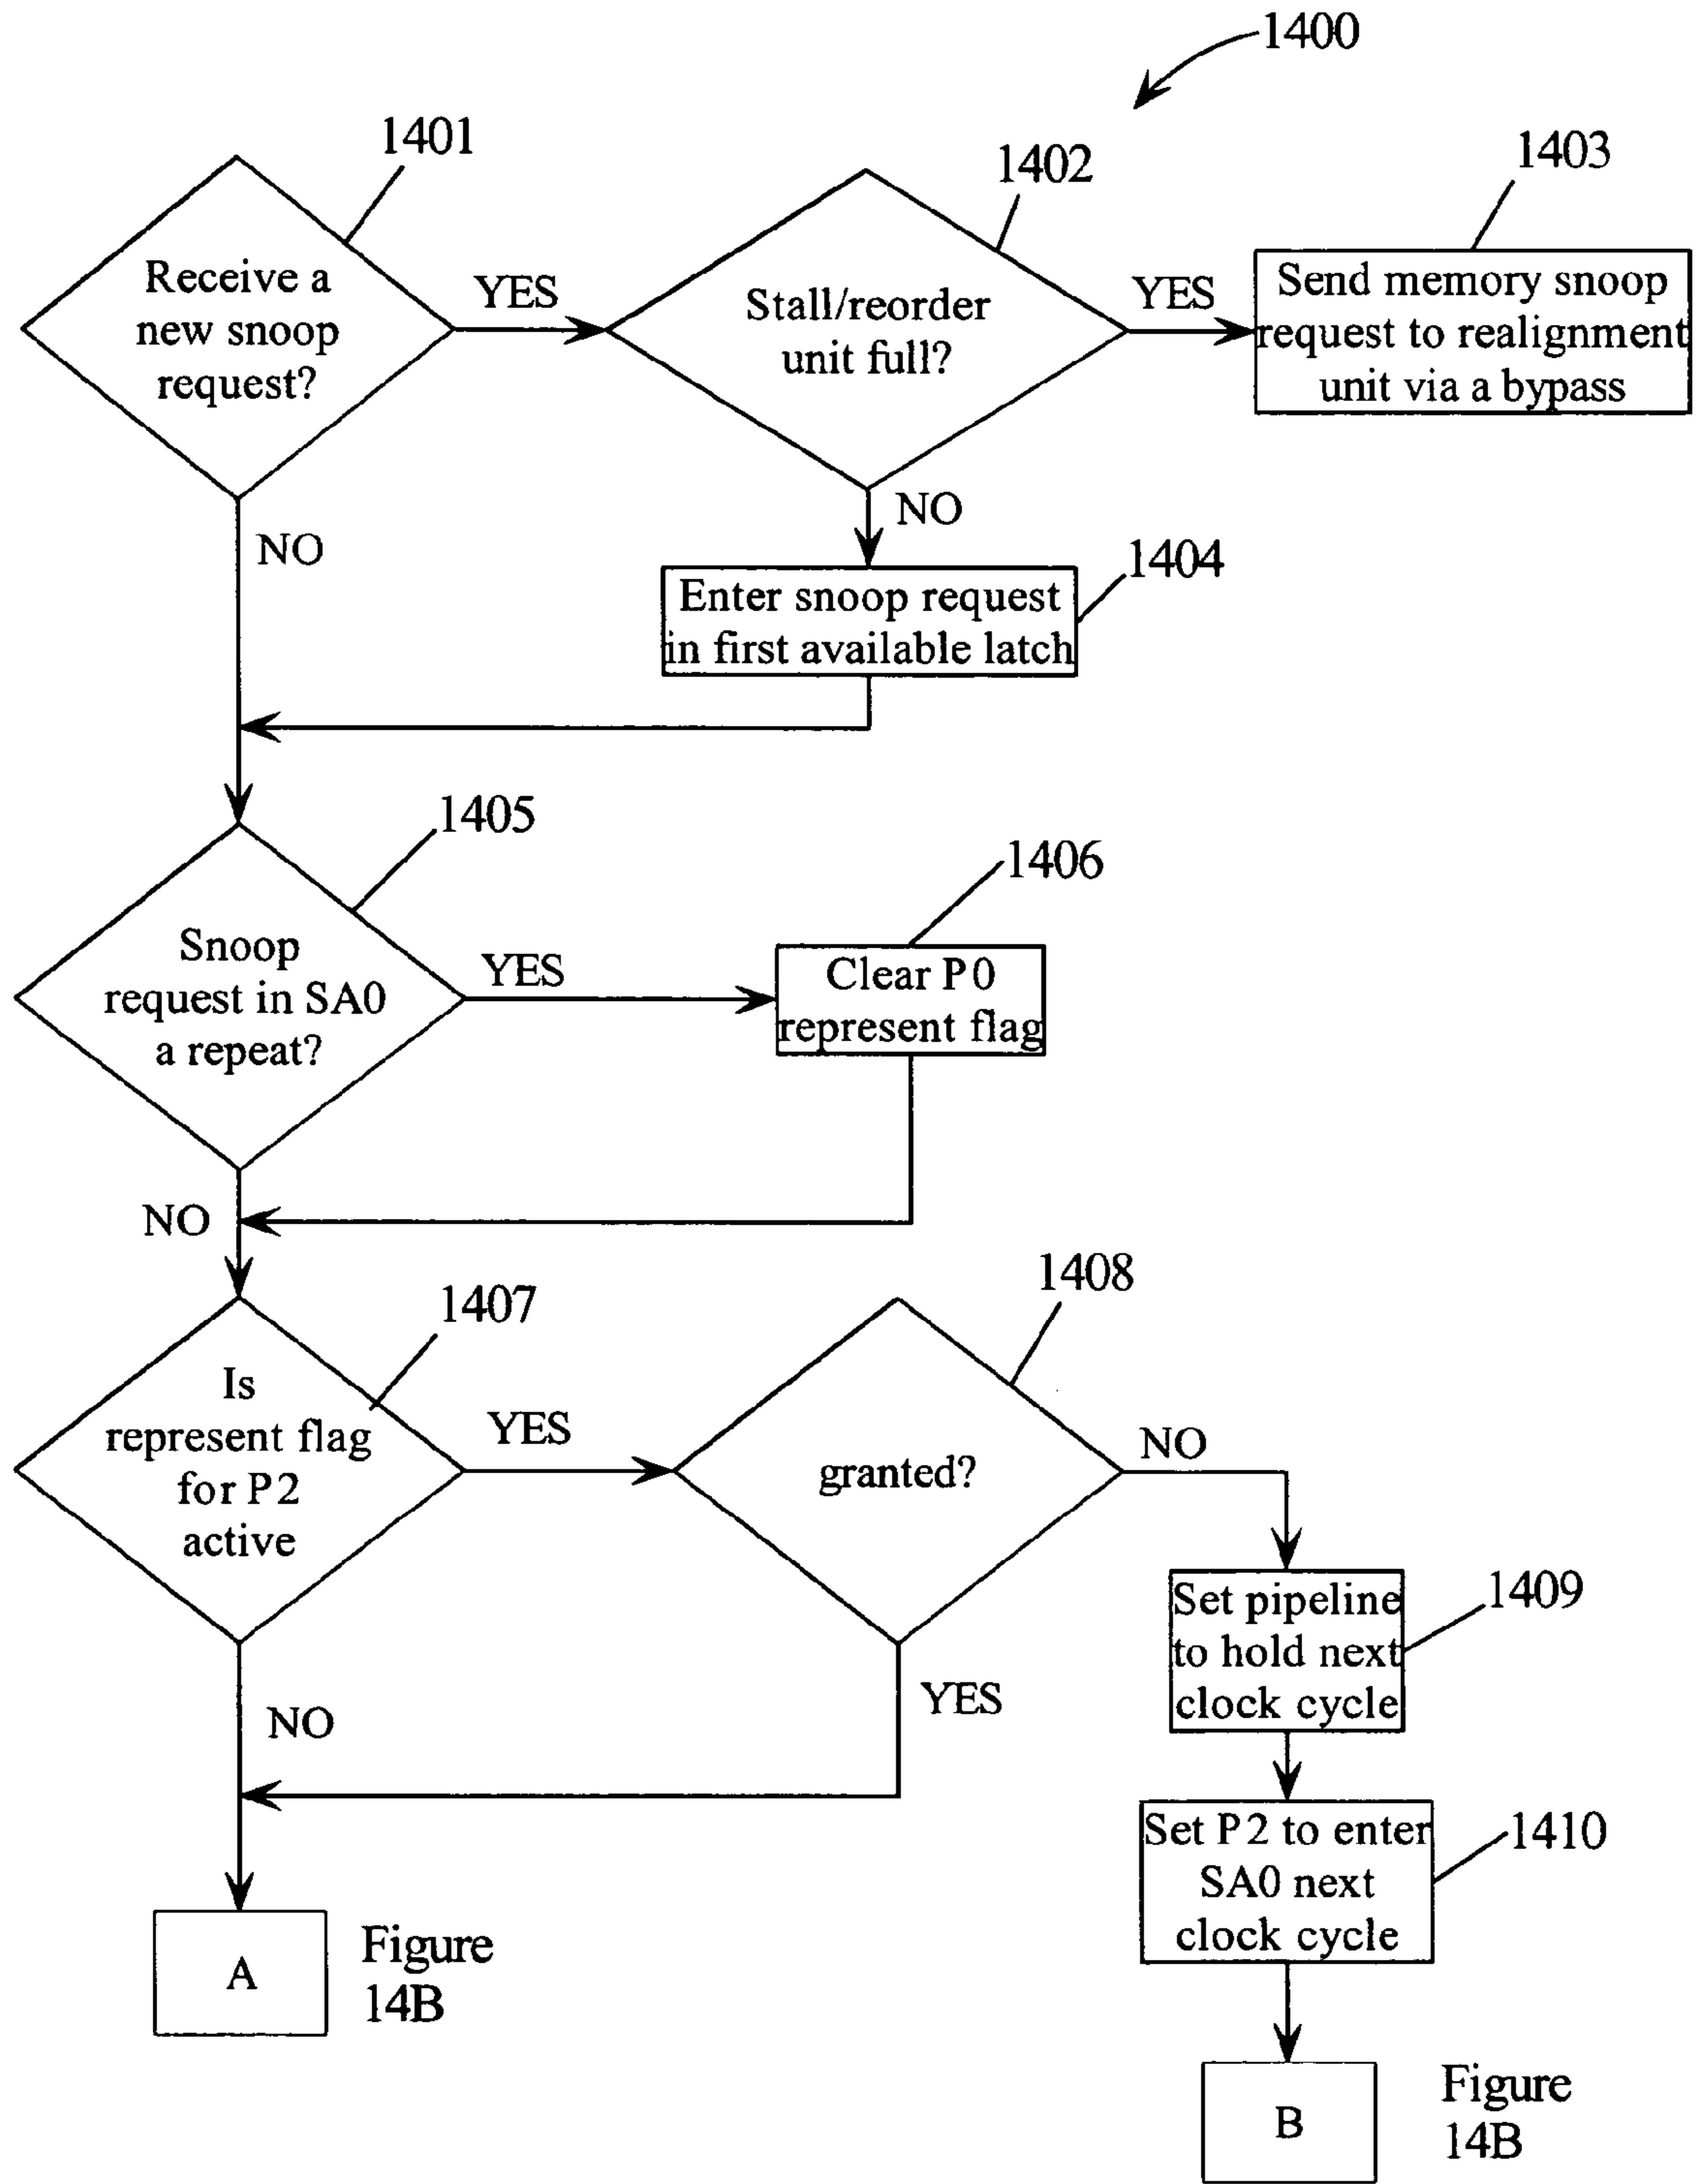 1400
1401
1402
1403
Receive a
new snoop
request?
YES
Stall/reorder
unit full?
YES
Send memory snoop
request to realignment
unit via a bypass
NO
NO
1404
Enter snoop request
in first available latch
1405
1406
Snoop
request in SA0
a repeat?
YES
Clear P0
represent flag
NO
1407
1408
Is
represent flag
for P2
active
YES
granted?
NO
1409
Set pipeline
to hold next
clock cycle
YES
NO
1410
Set P2 to enter
SA0 next
clock cycle
A
Figure
14B
B
Figure
14B